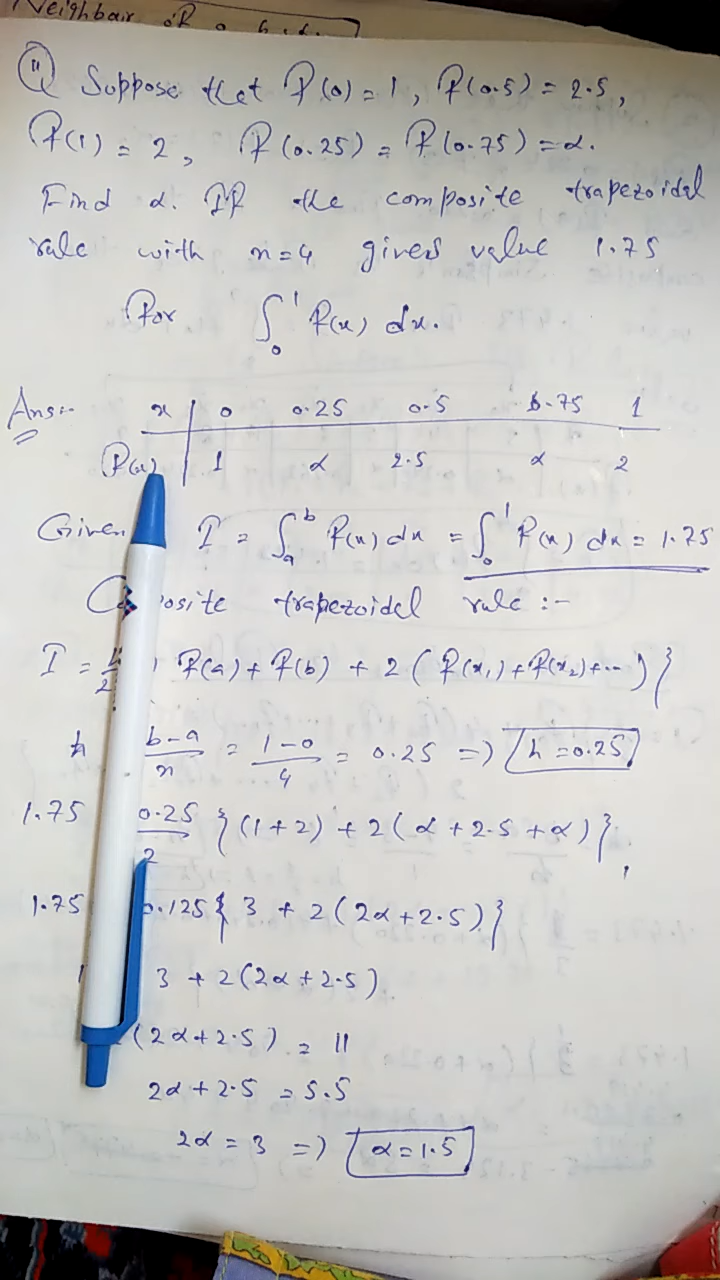 Neighbair of a
Q11 Suppose that f(0) = 1, f(0.5) = 2.5,
f(1) = 2, f(0.25) = f(0.75) = α.
Find α. If the composite trapezoidal
rule with n=4 gives value 1.75
for ∫₀¹ f(x) dx.
Ans:- x 0 0.25 0.5 0.75 1
f(x) 1 α 2.5 α 2
Given I = ∫ₐᵇ f(x) dx = ∫₀¹ f(x) dx = 1.75
trapezoidal rule :-
I = f(a) + f(b) + 2 ( f(x₁) + f(x₂) + ... ) }
h b-a/n = 1-0/4 = 0.25 => h = 0.25
1.75 0.25/2 { (1+2) + 2(α + 2.5 + α) },
1.75 0.125 { 3 + 2(2α + 2.5) }
3 + 2(2α + 2.5)
(2α + 2.5) = 11
2α + 2.5 = 5.5
2α = 3 => α = 1.5